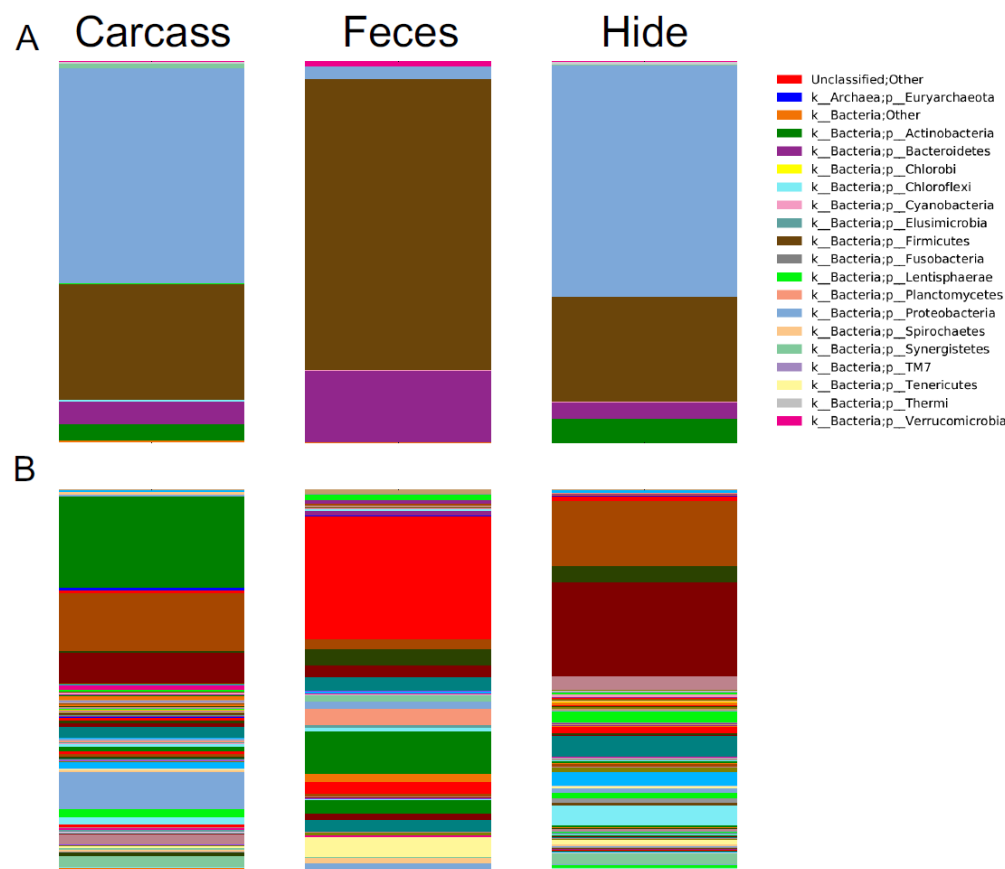 A
Carcass
Feces
Hide
Unclassified;Other
k__Archaea;p__Euryarchaeota
k__Bacteria;Other
k__Bacteria;p__Actinobacteria
k__Bacteria;p__Bacteroidetes
k__Bacteria;p__Chlorobi
k__Bacteria;p__Chloroflexi
k__Bacteria;p__Cyanobacteria
k__Bacteria;p__Elusimicrobia
k__Bacteria;p__Firmicutes
k__Bacteria;p__Fusobacteria
k__Bacteria;p__Lentisphaerae
k__Bacteria;p__Planctomycetes
k__Bacteria;p__Proteobacteria
k__Bacteria;p__Spirochaetes
k__Bacteria;p__Synergistetes
k__Bacteria;p__TM7
k__Bacteria;p__Tenericutes
k__Bacteria;p__Thermi
k__Bacteria;p__Verrucomicrobia
B